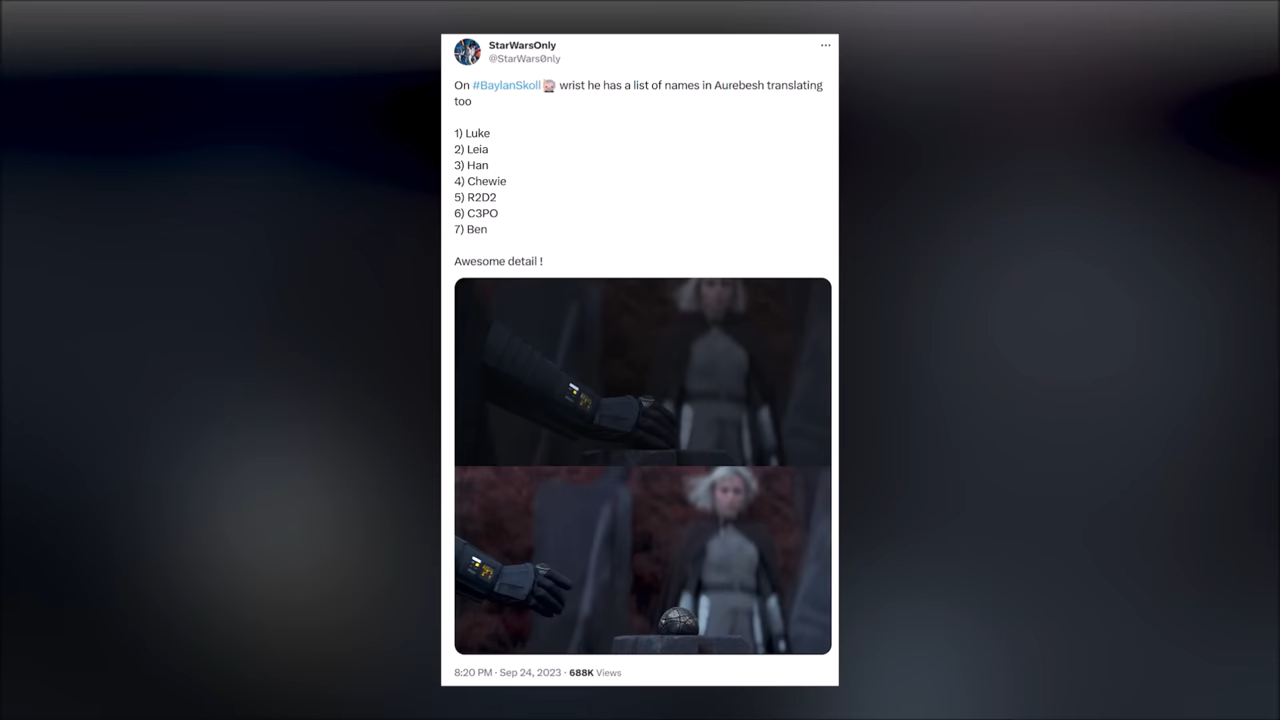 StarWarsOnly
@StarWars0nly
On #BaylanSkoll wrist he has a list of names in Aurebesh translating
too
1) Luke
2) Leia
3) Han
4) Chewie
5) R2D2
6) C3PO
7) Ben
Awesome detail !
8:20 PM · Sep 24, 2023 · 688K Views